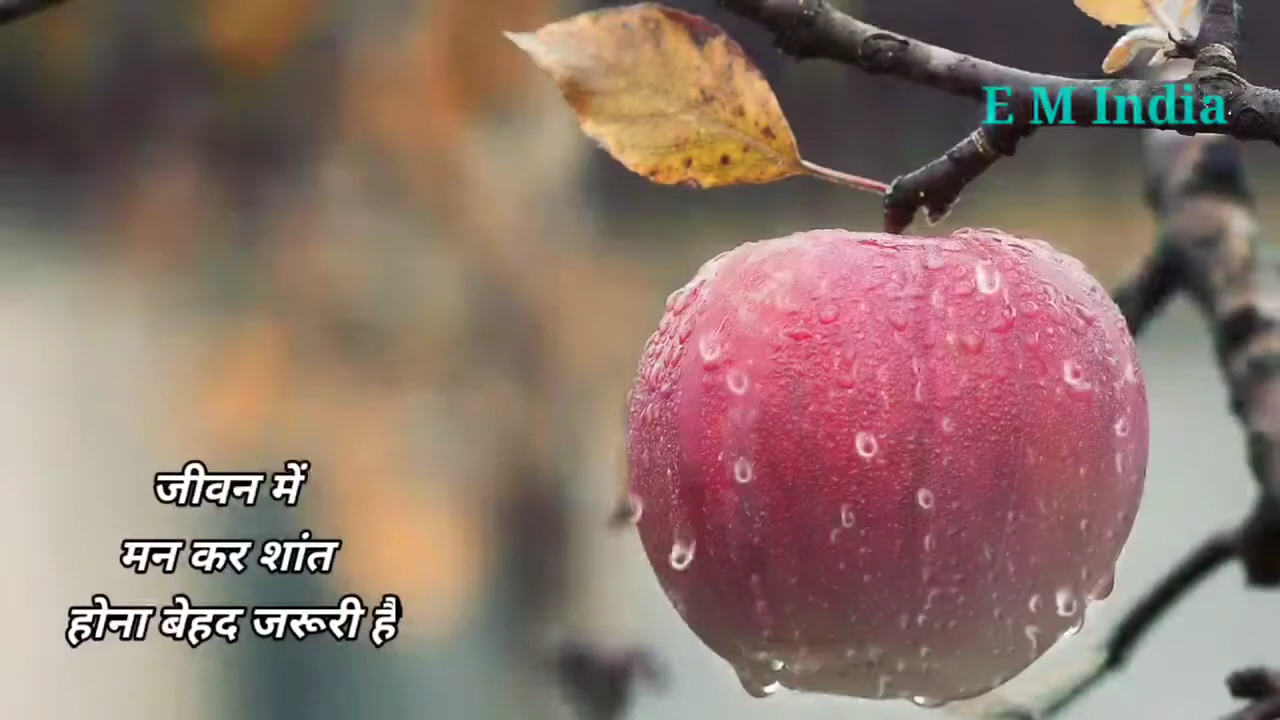 E M India
जीवन में
मन कर शांत
होना बेहद जरूरी है